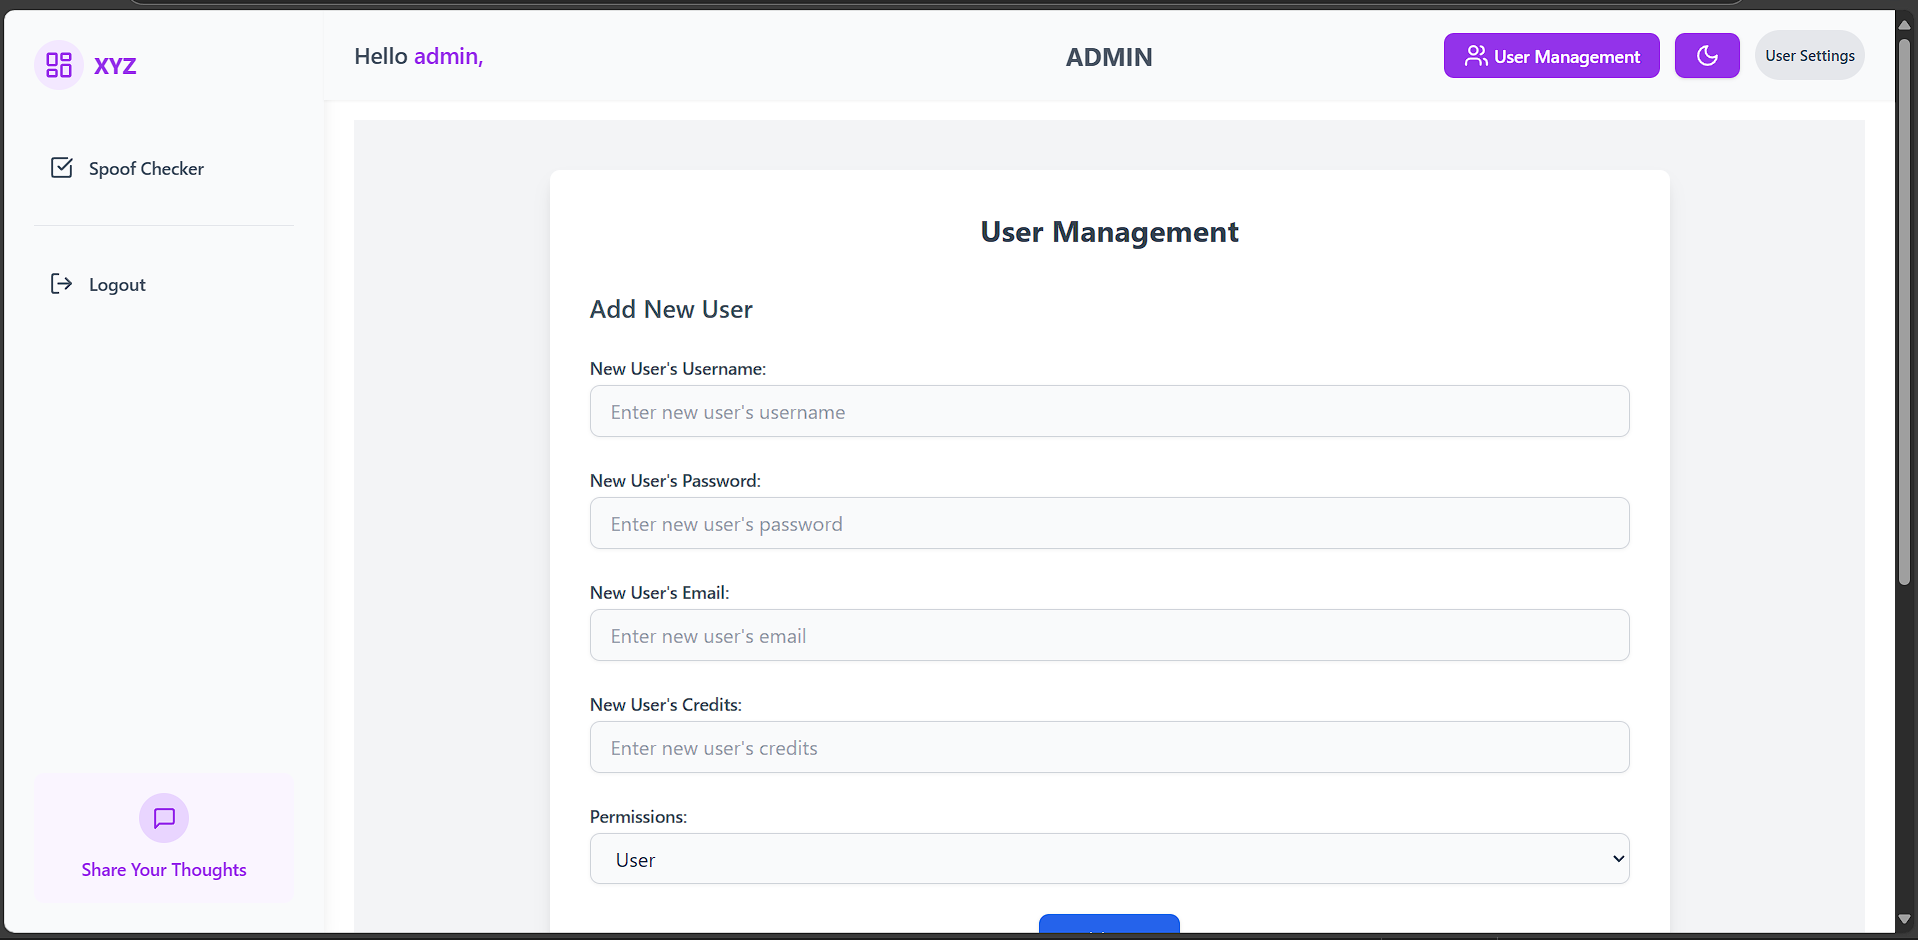 XYZ
Hello admin,
ADMIN
User Management
User Settings
Spoof Checker
Logout
User Management
Add New User
New User's Username:
Enter new user's username
New User's Password:
Enter new user's password
New User's Email:
Enter new user's email
New User's Credits:
Enter new user's credits
Permissions:
User
Share Your Thoughts